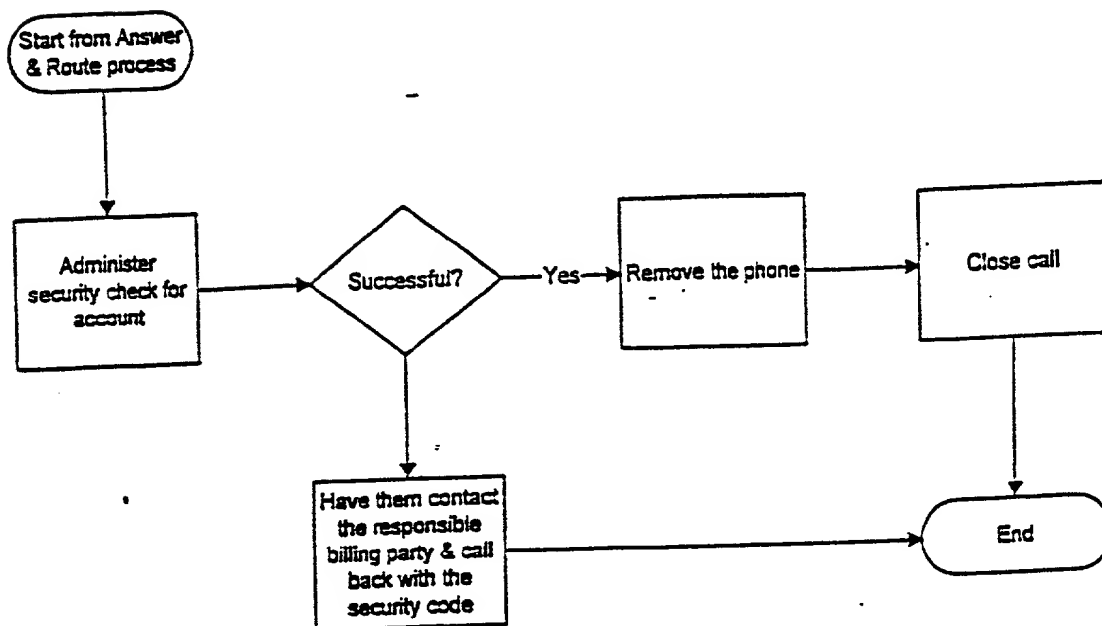 Start from Answer
& Route process
Administer
security check for
account
Successful?
Yes
Remove the phone
Close call
Have them contact
the responsible
billing party & call
back with the
security code
End